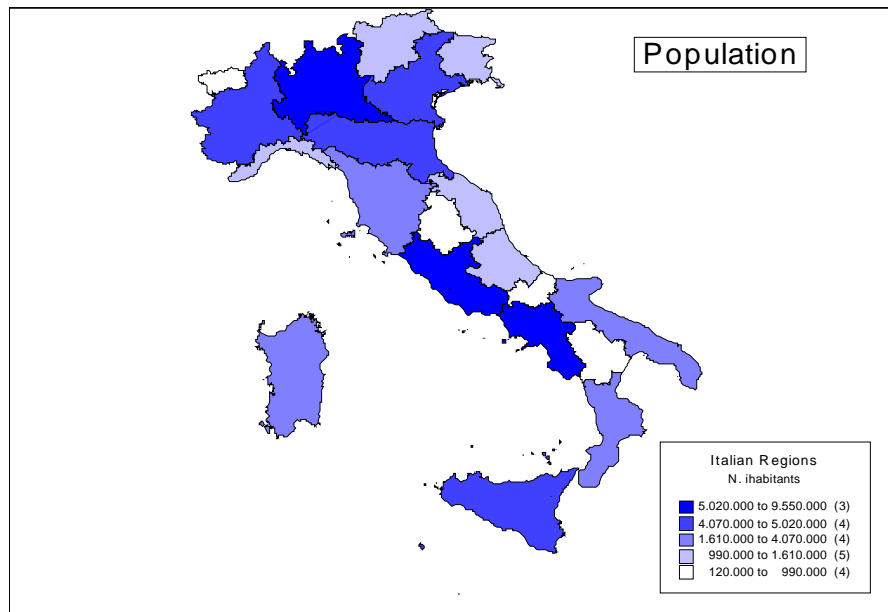 Population
Italian Regions
N. ihabitants
5.020.000 to 9.550.000 (3)
4.070.000 to 5.020.000 (4)
1.610.000 to 4.070.000 (4)
990.000 to 1.610.000 (5)
120.000 to 990.000 (4)